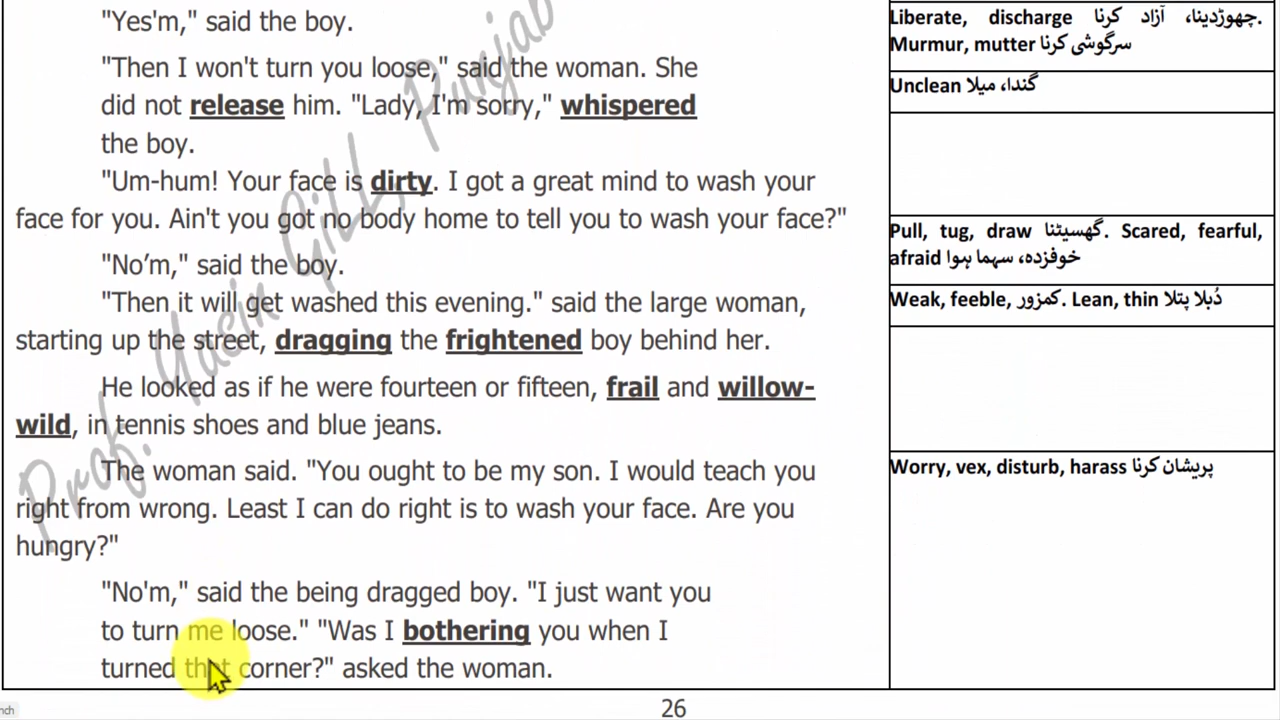 "Yes'm," said the boy.
"Then I won't turn you loose," said the woman. She
did not release him. "Lady, I'm sorry," whispered
the boy.
"Um-hum! Your face is dirty. I got a great mind to wash your
face for you. Ain't you got no body home to tell you to wash your face?"
"No’m," said the boy.
"Then it will get washed this evening." said the large woman,
starting up the street, dragging the frightened boy behind her.
He looked as if he were fourteen or fifteen, frail and willow-
wild, in tennis shoes and blue jeans.
The woman said. "You ought to be my son. I would teach you
right from wrong. Least I can do right is to wash your face. Are you
hungry?"
"No'm," said the being dragged boy. "I just want you
to turn me loose." "Was I bothering you when I
turned that corner?" asked the woman.
Liberate, discharge چھوڑدینا، آزاد کرنا.
Murmur, mutter سرگوشی کرنا
Unclean گندا، میلا
Pull, tug, draw گھسیٹنا. Scared, fearful,
afraid خوفزدہ، سہما ہوا
Weak, feeble, کمزور. Lean, thin دُبلا پتلا
Worry, vex, disturb, harass پریشان کرنا
26
Prof. Yasin Gill, Punjab
nch